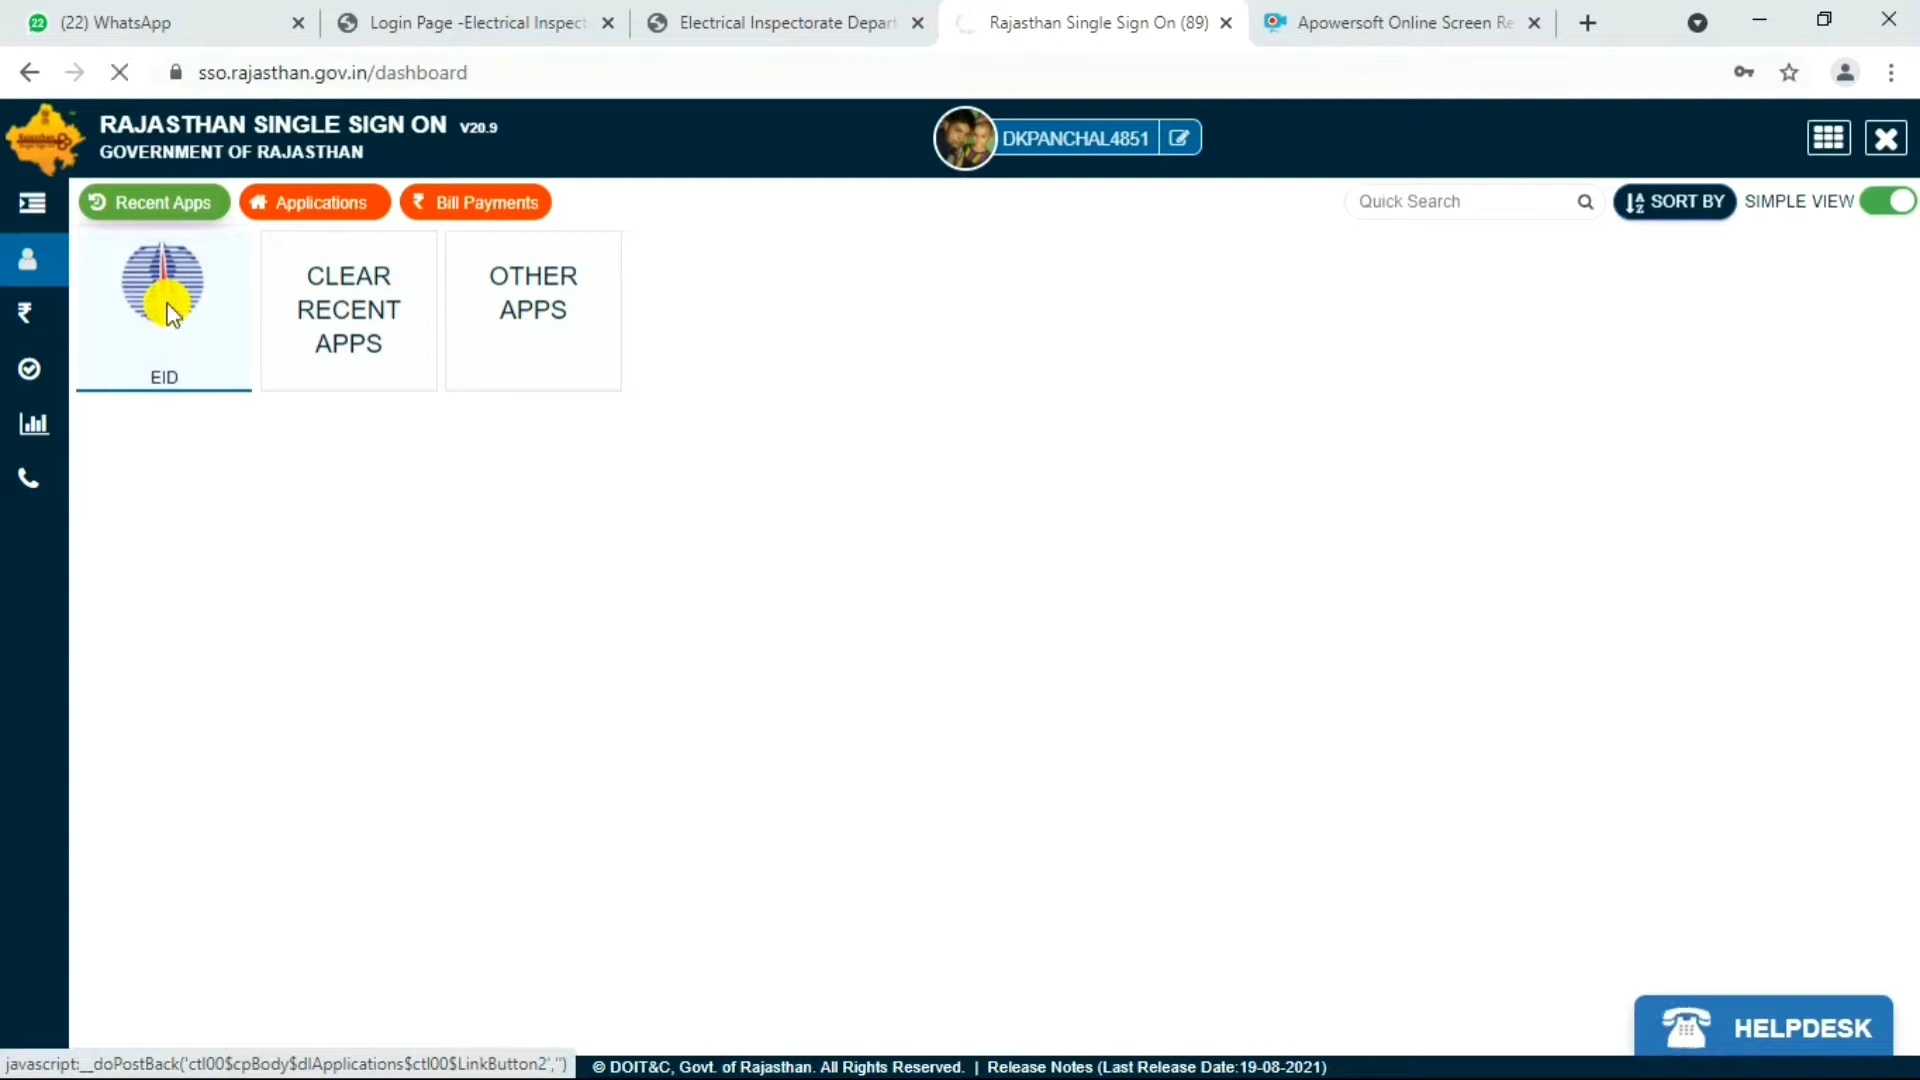 22 (22) WhatsApp
Login Page -Electrical Inspect
Electrical Inspectorate Depart
Rajasthan Single Sign On (89)
Apowersoft Online Screen Re
sso.rajasthan.gov.in/dashboard
RAJASTHAN SINGLE SIGN ON V20.9
GOVERNMENT OF RAJASTHAN
DKPANCHAL4851
Recent Apps
Applications
₹ Bill Payments
Quick Search
SORT BY
SIMPLE VIEW
₹
EID
CLEAR
RECENT
APPS
OTHER
APPS
HELPDESK
javascript:__doPostBack('ctl00$cpBody$dlApplications$ctl00$LinkButton2','')
© DOIT&C, Govt. of Rajasthan. All Rights Reserved. | Release Notes (Last Release Date:19-08-2021)